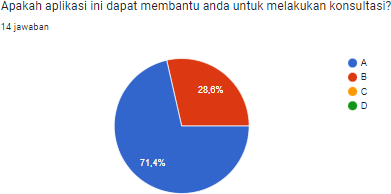 Apakah aplikasi ini dapat membantu anda untuk melakukan konsultasi?
14 jawaban
A
B
C
D
28,6%
71,4%